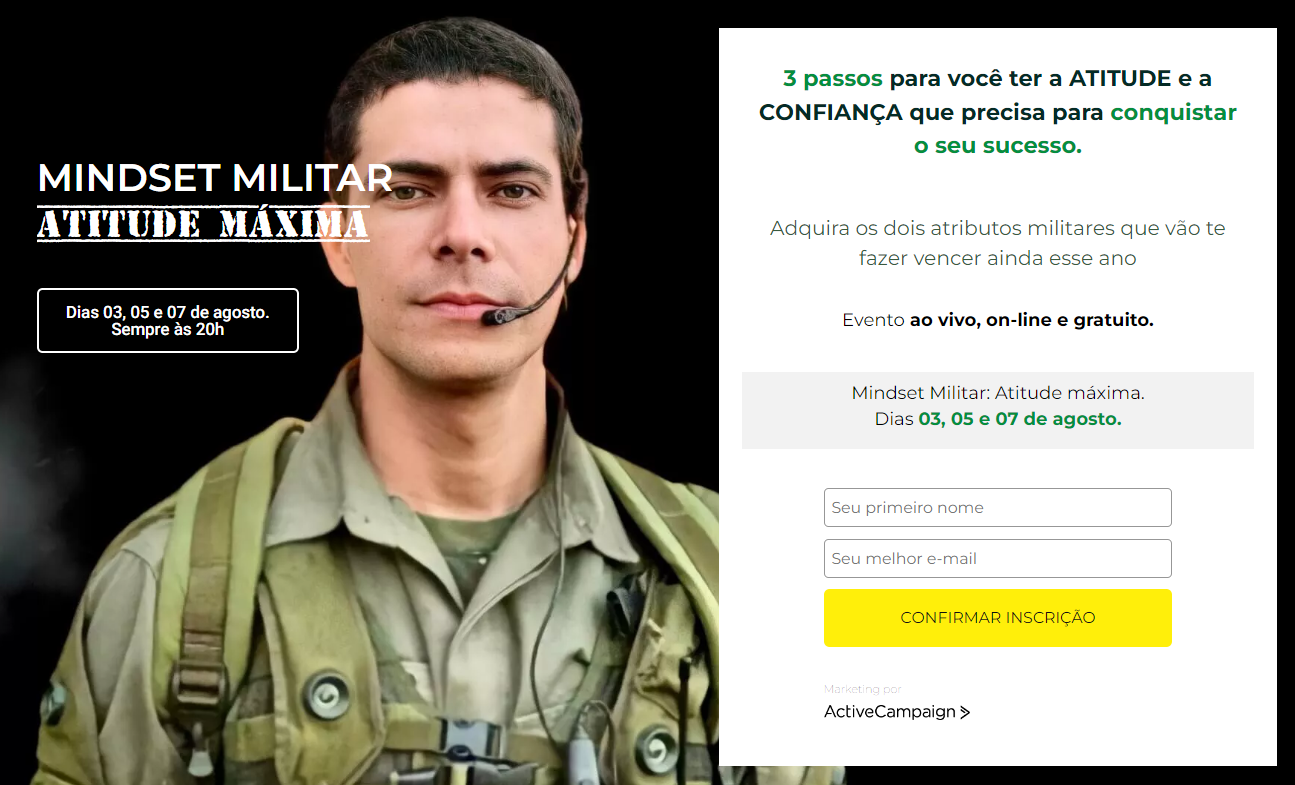 MINDSET MILITAR
ATITUDE MÁXIMA
Dias 03, 05 e 07 de agosto.
Sempre às 20h
3 passos para você ter a ATITUDE e a
CONFIANÇA que precisa para conquistar
o seu sucesso.
Adquira os dois atributos militares que vão te
fazer vencer ainda esse ano
Evento ao vivo, on-line e gratuito.
Mindset Militar: Atitude máxima.
Dias 03, 05 e 07 de agosto.
Seu primeiro nome
Seu melhor e-mail
CONFIRMAR INSCRIÇÃO
Marketing por
ActiveCampaign >